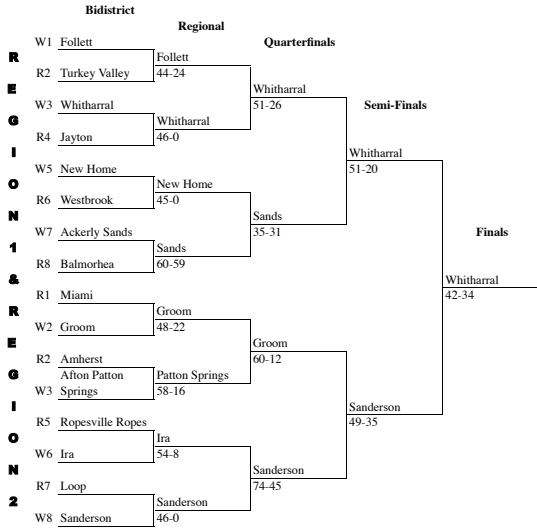 Bidistrict
Regional
Quarterfinals
Semi-Finals
Finals
REGION 1 & REGION 2
W1 Follett
R2 Turkey Valley
W3 Whitharral
R4 Jayton
W5 New Home
R6 Westbrook
W7 Ackerly Sands
R8 Balmorhea
R1 Miami
W2 Groom
R2 Amherst
Afton Patton
W3 Springs
R5 Ropesville Ropes
W6 Ira
R7 Loop
W8 Sanderson
Follett
44-24
Whitharral
46-0
New Home
45-0
Sands
60-59
Groom
48-22
Patton Springs
58-16
Ira
54-8
Sanderson
46-0
Whitharral
51-26
Sands
35-31
Groom
60-12
Sanderson
74-45
Whitharral
51-20
Sanderson
49-35
Whitharral
42-34